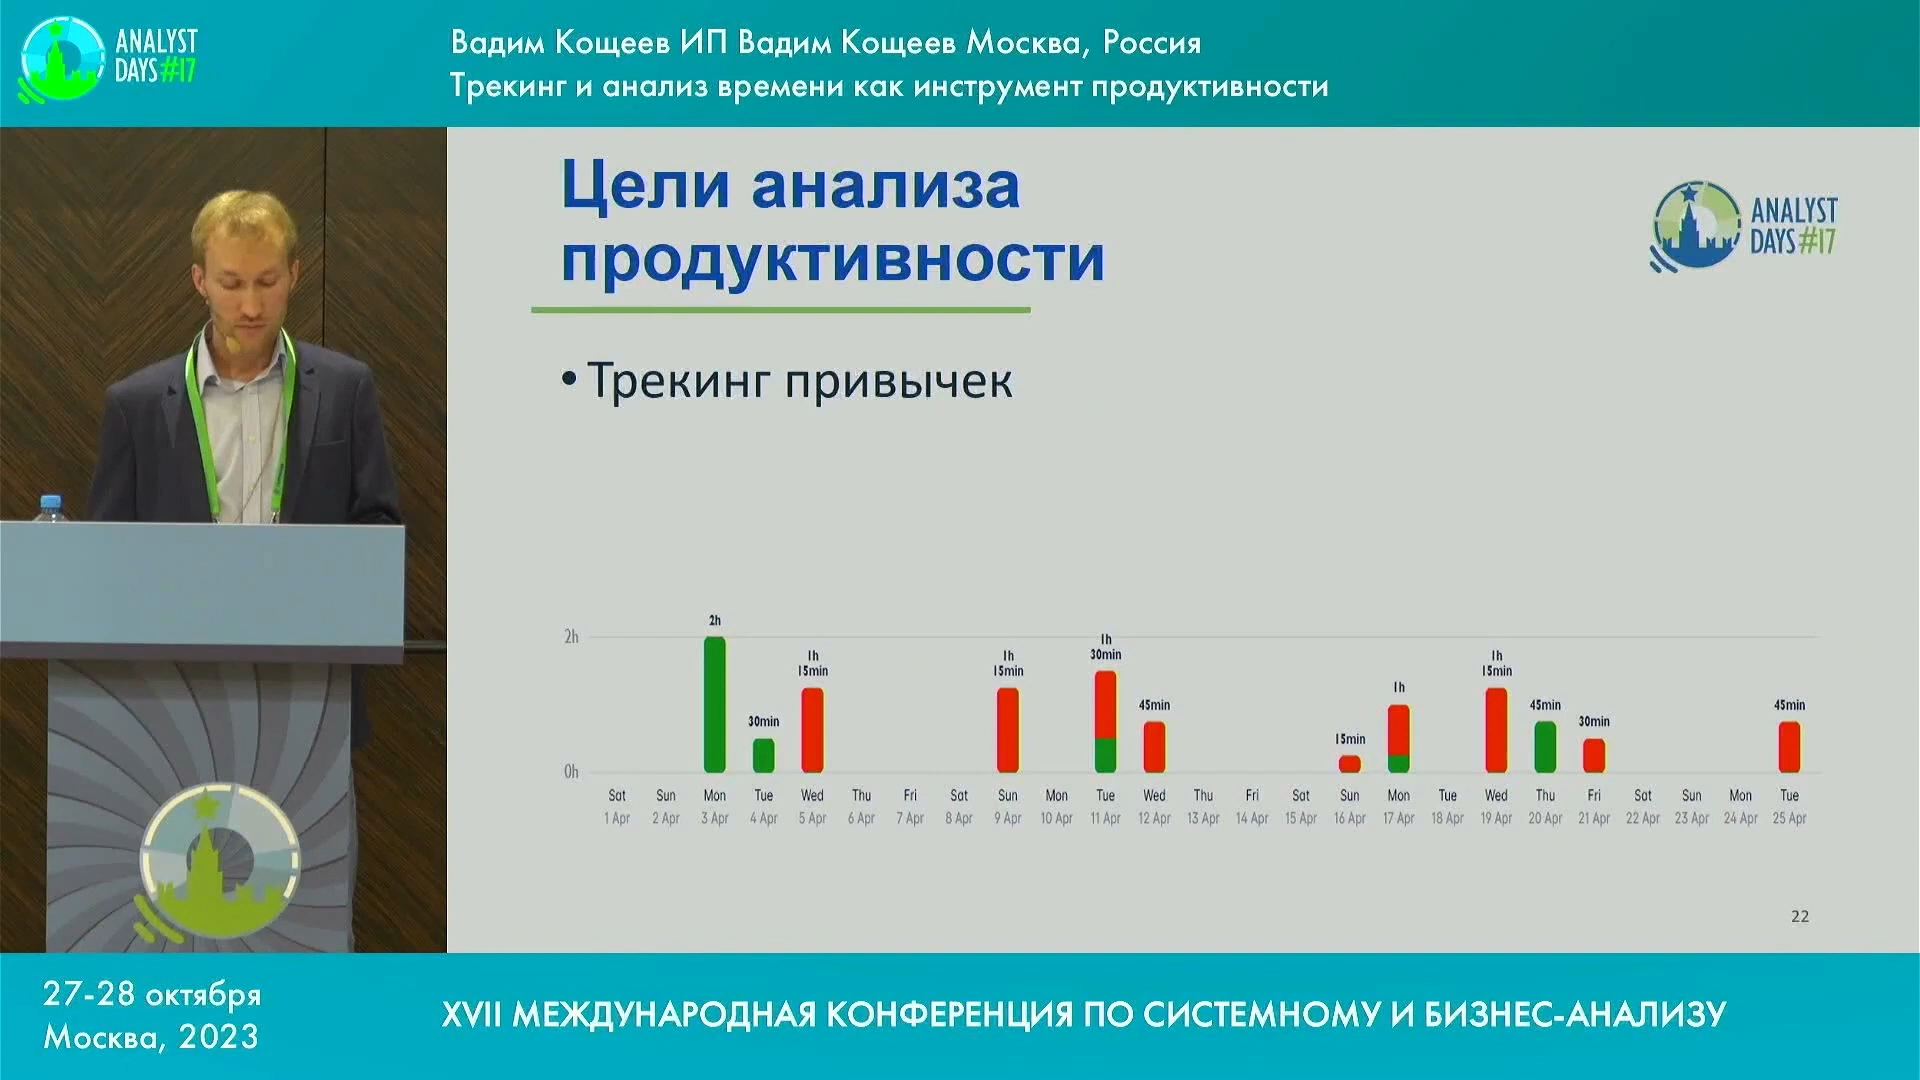 ANALYST
DAYS #17
Вадим Кощеев ИП Вадим Кощеев Москва, Россия
Трекинг и анализ времени как инструмент продуктивности
Цели анализа
продуктивности
ANALYST
DAYS #17
• Трекинг привычек
2h
0h
2h
30min
1h
15min
1h
15min
1h
30min
45min
15min
1h
1h
15min
45min
30min
45min
Sat Sun Mon Tue Wed Thu Fri Sat Sun Mon Tue Wed Thu Fri Sat Sun Mon Tue Wed Thu Fri Sat Sun Mon Tue
1 Apr 2 Apr 3 Apr 4 Apr 5 Apr 6 Apr 7 Apr 8 Apr 9 Apr 10 Apr 11 Apr 12 Apr 13 Apr 14 Apr 15 Apr 16 Apr 17 Apr 18 Apr 19 Apr 20 Apr 21 Apr 22 Apr 23 Apr 24 Apr 25 Apr
22
27-28 октября
Москва, 2023
XVII МЕЖДУНАРОДНАЯ КОНФЕРЕНЦИЯ ПО СИСТЕМНОМУ И БИЗНЕС-АНАЛИЗУ